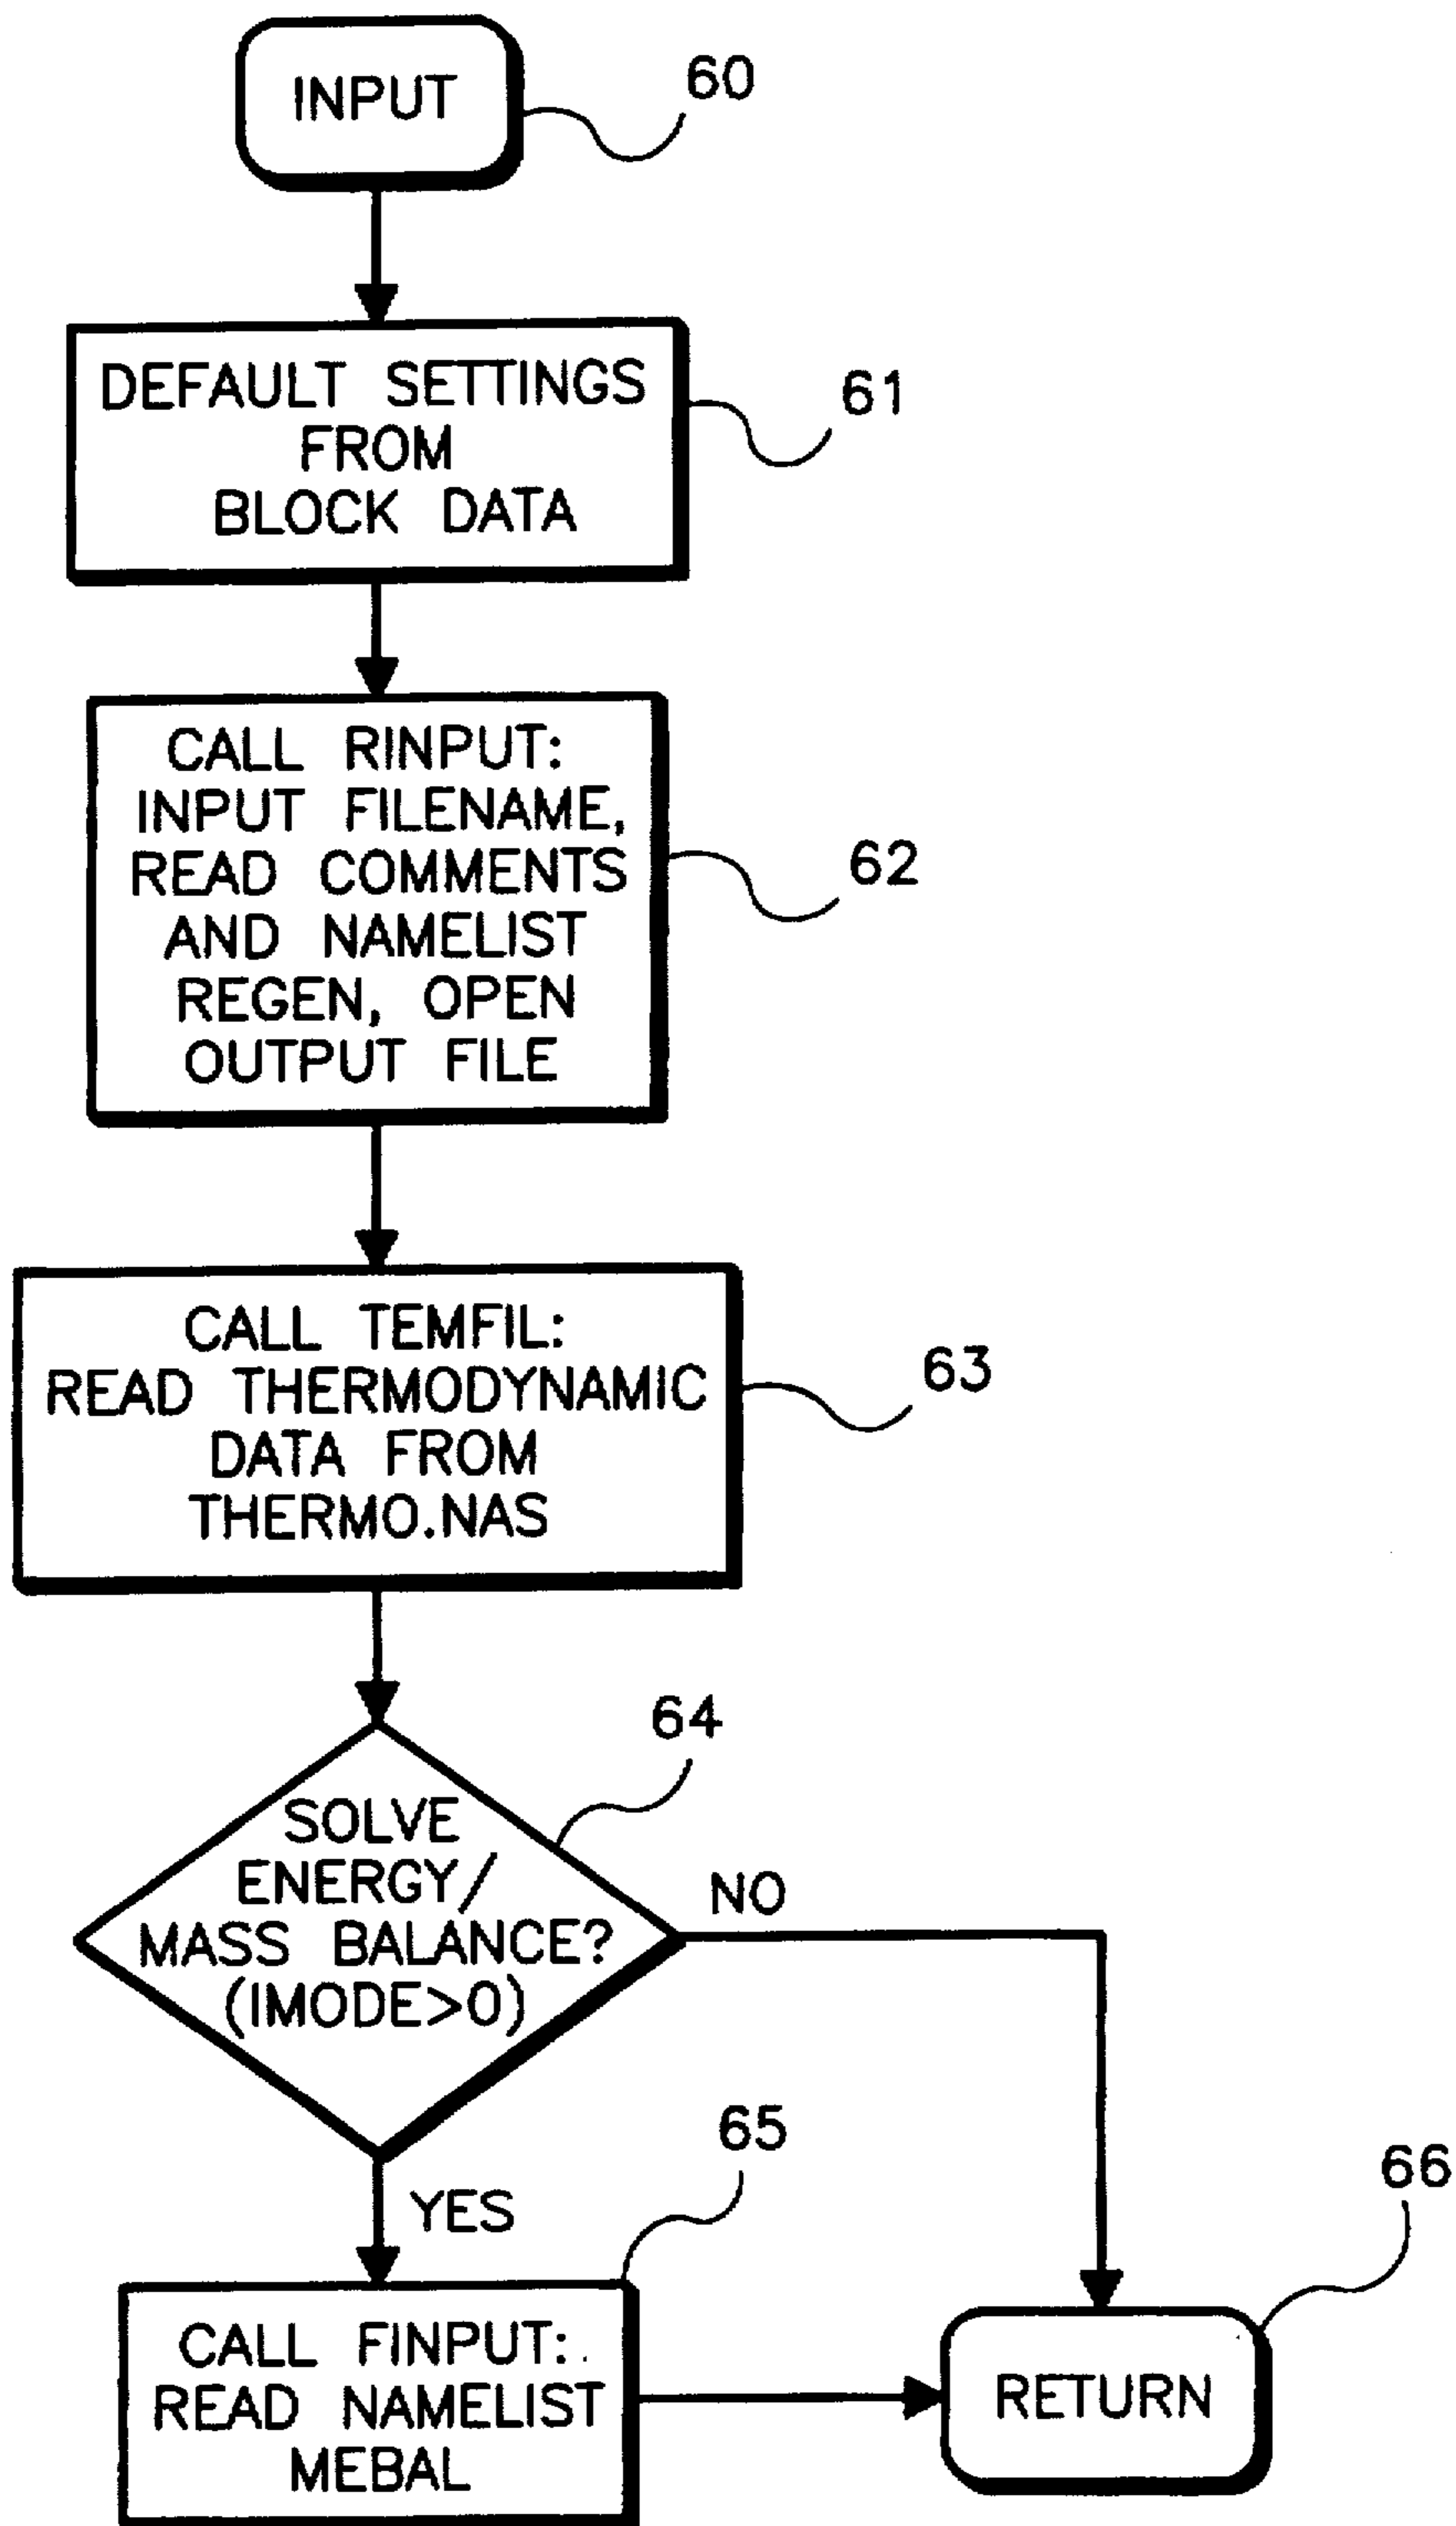 INPUT
60
DEFAULT SETTINGS
FROM
BLOCK DATA
61
CALL RINPUT:
INPUT FILENAME,
READ COMMENTS
AND NAMELIST
REGEN, OPEN
OUTPUT FILE
62
CALL TEMFIL:
READ THERMODYNAMIC
DATA FROM
THERMO.NAS
63
64
SOLVE
ENERGY/
MASS BALANCE?
(IMODE>0)
NO
YES
65
CALL FINPUT:
READ NAMELIST
MEBAL
66
RETURN